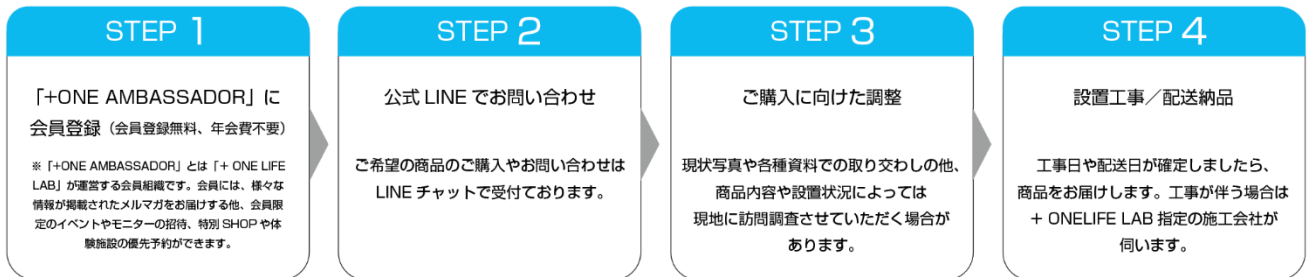 STEP 1
「+ONE AMBASSADOR」に
会員登録（会員登録無料、年会費不要）
※「+ONE AMBASSADOR」とは「+ ONE LIFE
LAB」が運営する会員組織です。会員には、様々な
情報が掲載されたメルマガをお届けする他、会員限
定のイベントやモニターの招待、特別 SHOP や体
験施設の優先予約ができます。
STEP 2
公式 LINE でお問い合わせ
ご希望の商品のご購入やお問い合わせは
LINE チャットで受付ております。
STEP 3
ご購入に向けた調整
現状写真や各種資料での取り交わしの他、
商品内容や設置状況によっては
現地に訪問調査させていただく場合が
あります。
STEP 4
設置工事／配送納品
工事日や配送日が確定しましたら、
商品をお届けします。工事が伴う場合は
+ ONELIFE LAB 指定の施工会社が
伺います。